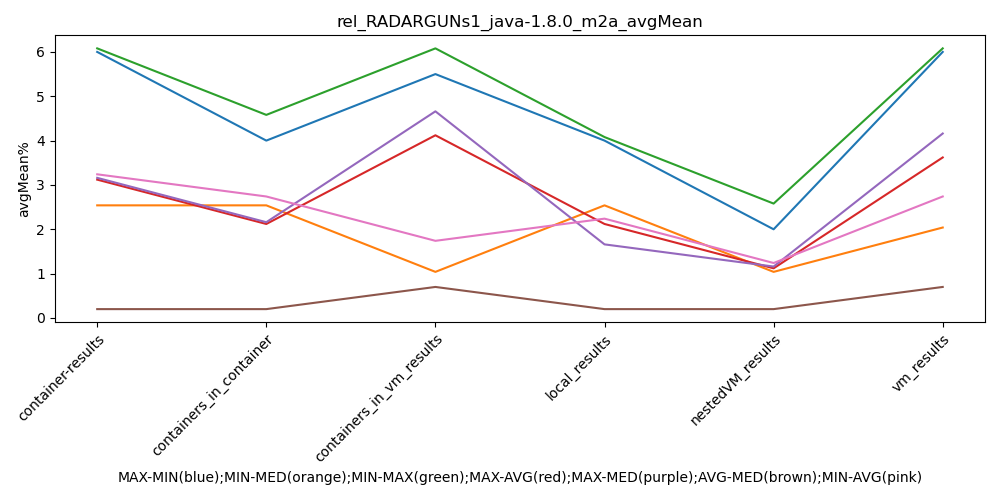 rel_RADARGUNs1_java-1.8.0_m2a_avgMean
avgMean%
6
5
4
3
2
1
0
container-results
containers_in_container
containers_in_vm_results
local_results
nestedVM_results
vm_results
MAX-MIN(blue);MIN-MED(orange);MIN-MAX(green);MAX-AVG(red);MAX-MED(purple);AVG-MED(brown);MIN-AVG(pink)